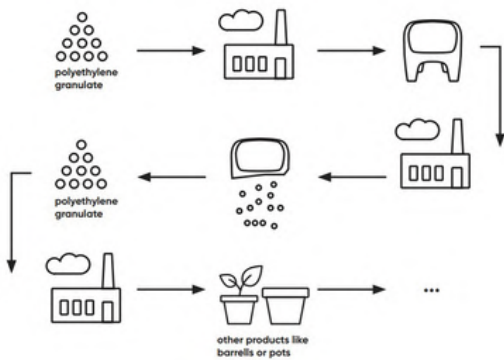 polyethylene
granulate
polyethylene
granulate
...
other products like
barrells or pots